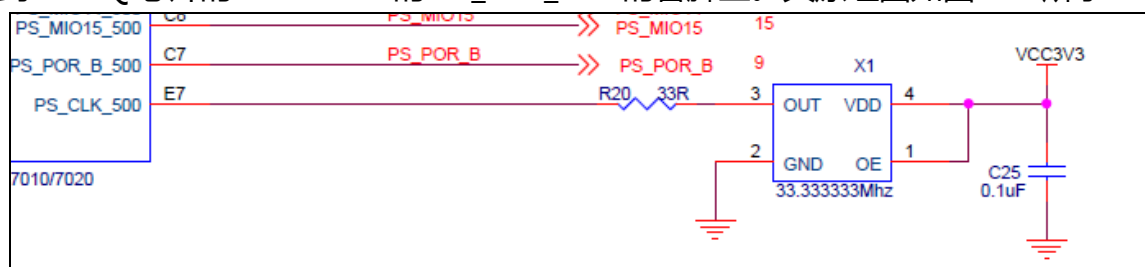 PS_MIO15_500 C8 PS_MIO15 PS_MIO15 15
PS_POR_B_500 C7 PS_POR_B PS_POR_B 9 X1 VCC3V3
PS_CLK_500 E7 R20 33R 3 OUT VDD 4
2 GND OE 1
7010/7020 33.333333Mhz C25
0.1uF